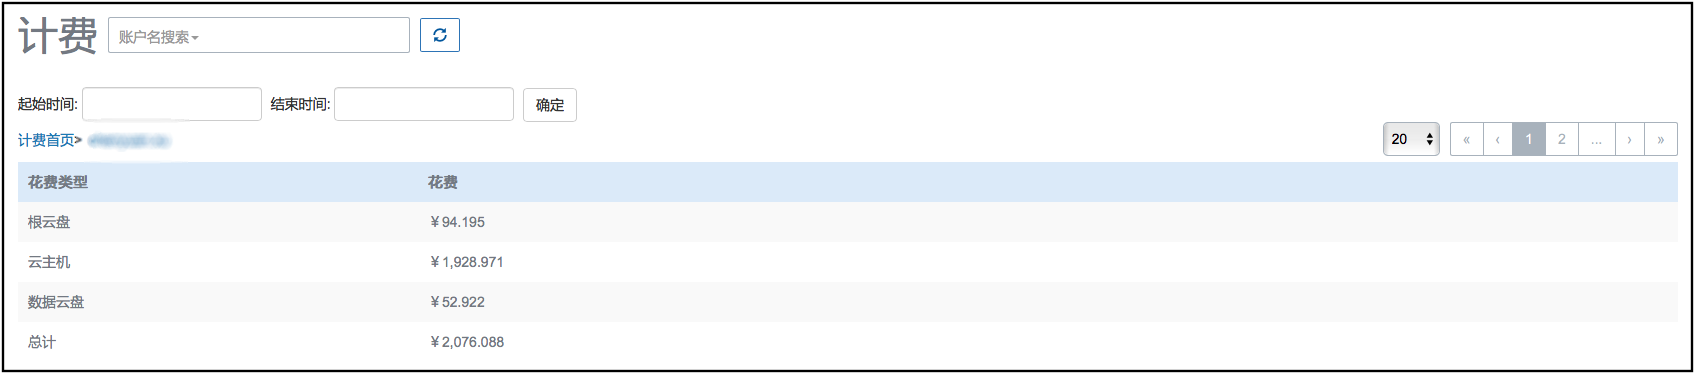 计费 账户名搜索
起始时间: 结束时间: 确定
计费首页>
20 « ‹ 1 2 ... › »
花费类型 花费
根云盘 ￥94.195
云主机 ￥1,928.971
数据云盘 ￥52.922
总计 ￥2,076.088